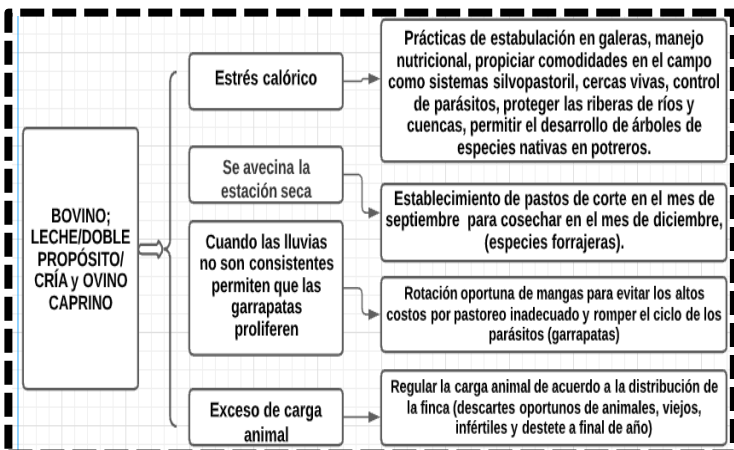 BOVINO;
LECHE/DOBLE
PROPÓSITO/
CRÍA y OVINO
CAPRINO
Estrés calórico
Prácticas de estabulación en galeras, manejo
nutricional, propiciar comodidades en el campo
como sistemas silvopastoril, cercas vivas, control
de parásitos, proteger las riberas de ríos y
cuencas, permitir el desarrollo de árboles de
especies nativas en potreros.
Se avecina la
estación seca
Establecimiento de pastos de corte en el mes de
septiembre para cosechar en el mes de diciembre,
(especies forrajeras).
Cuando las lluvias
no son consistentes
permiten que las
garrapatas
proliferen
Rotación oportuna de mangas para evitar los altos
costos por pastoreo inadecuado y romper el ciclo de los
parásitos (garrapatas)
Exceso de carga
animal
Regular la carga animal de acuerdo a la distribución de
la finca (descartes oportunos de animales, viejos,
infértiles y destete a final de año)